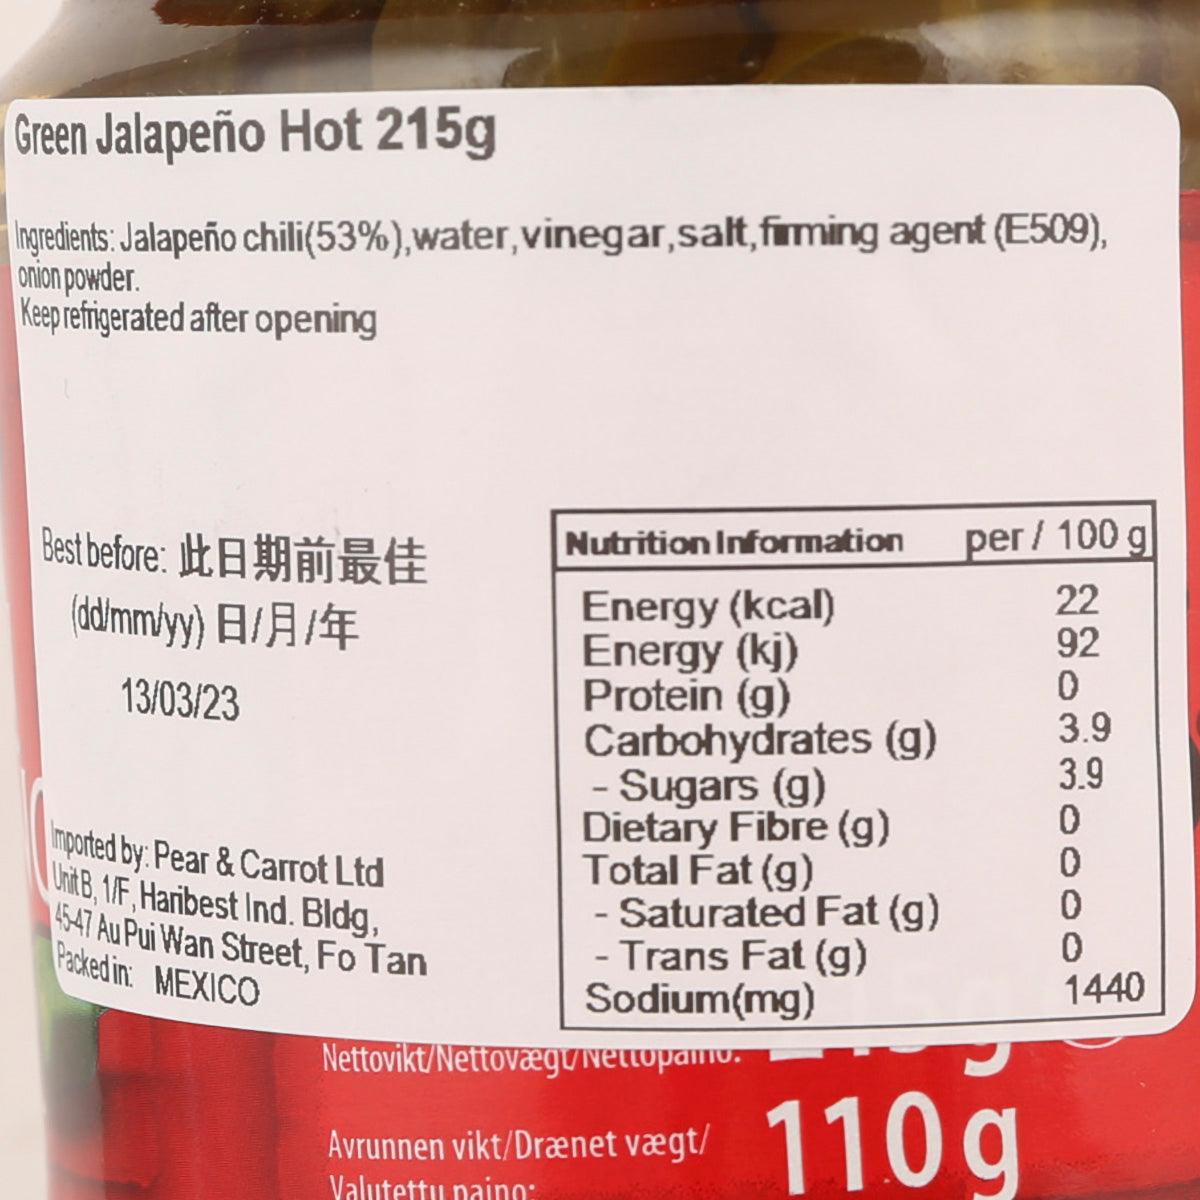 Green Jalapeño Hot 215g
Ingredients: Jalapeño chili(53%),water,vinegar,salt,firming agent (E509),
onion powder.
Keep refrigerated after opening
Best before: 此日期前最佳
(dd/mm/yy) 日/月/年
13/03/23
Imported by: Pear & Carrot Ltd
Unit B, 1/F, Haribest Ind. Bldg,
45-47 Au Pui Wan Street, Fo Tan
Packed in: MEXICO
Nutrition Information per / 100 g
Energy (kcal) 22
Energy (kj) 92
Protein (g) 0
Carbohydrates (g) 3.9
- Sugars (g) 3.9
Dietary Fibre (g) 0
Total Fat (g) 0
- Saturated Fat (g) 0
- Trans Fat (g) 0
Sodium(mg) 1440
Nettovikt/Nettovægt/Nettopaino:
Avrunnen vikt/Drænet vægt/ 110 g
Valutettu paino: